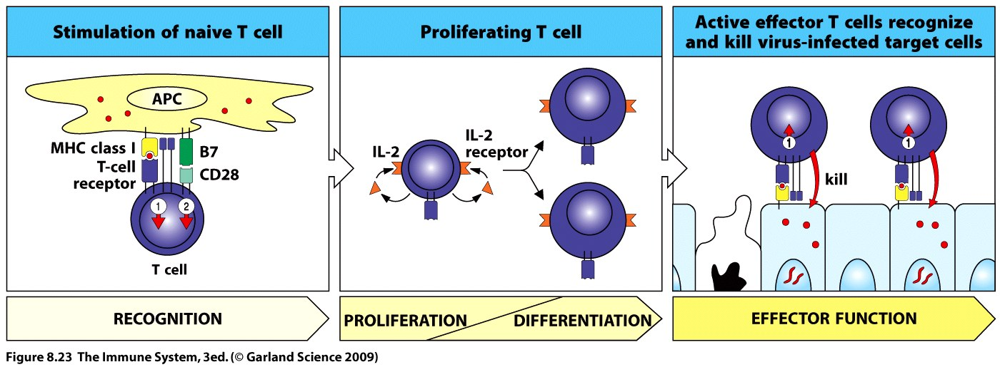 Stimulation of naive T cell
APC
MHC class I
T-cell
receptor
B7
CD28
1
2
T cell
RECOGNITION
Proliferating T cell
IL-2
IL-2
receptor
PROLIFERATION
DIFFERENTIATION
Active effector T cells recognize
and kill virus-infected target cells
1
1
kill
EFFECTOR FUNCTION
Figure 8.23 The Immune System, 3ed. (© Garland Science 2009)